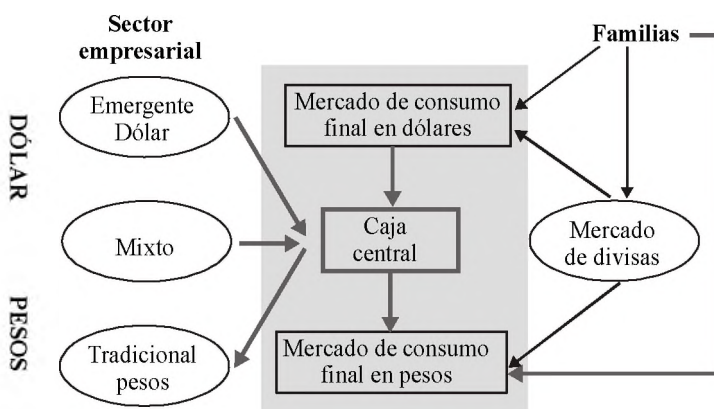 Sector
empresarial
Familias
DÓLAR
PESOS
Emergente
Dólar
Mixto
Tradicional
pesos
Mercado de consumo
final en dólares
Caja
central
Mercado de consumo
final en pesos
Mercado
de divisas